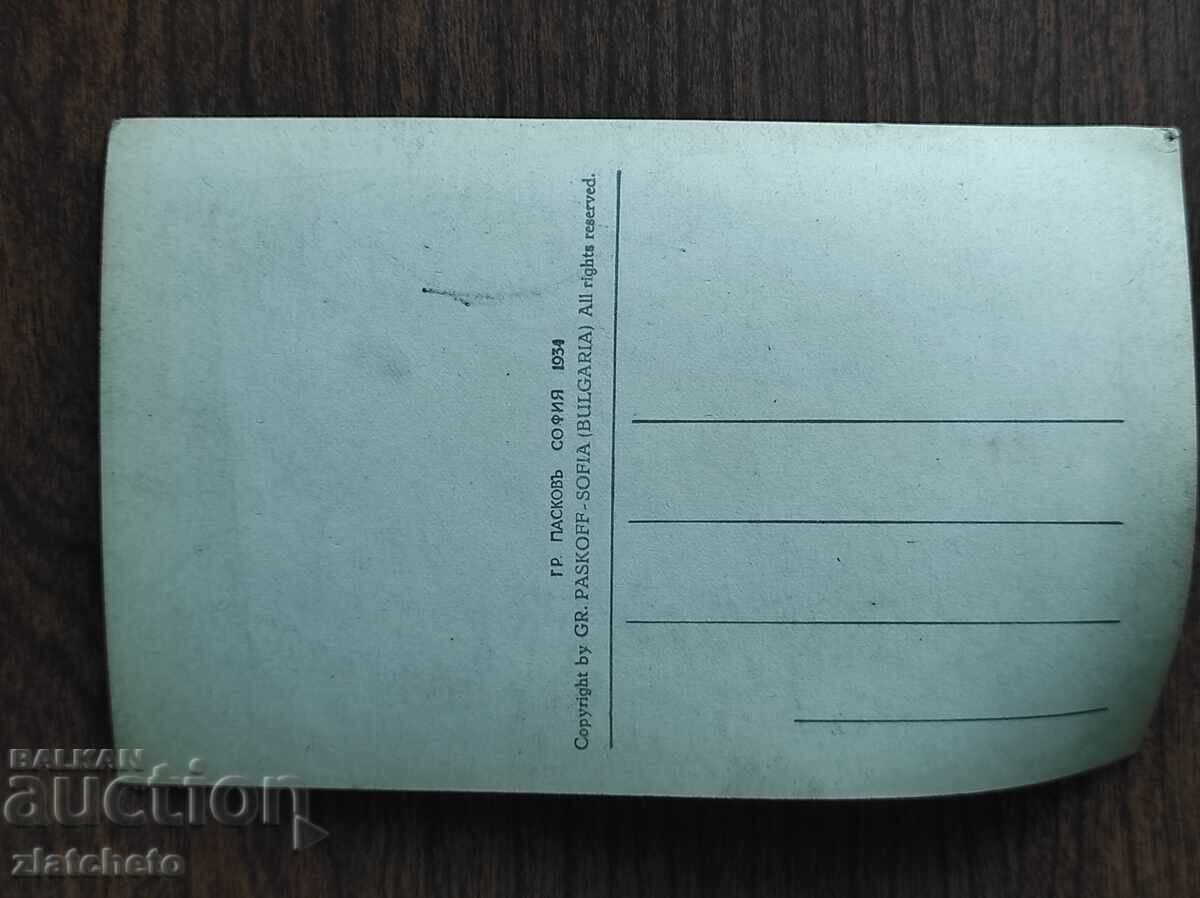 ГР. ПАСКОВЪ СОФИЯ 1934
Copyright by GR. PASKOFF - SOFIA (BULGARIA) All rights reserved.
BALKAN
auction
zlatcheto